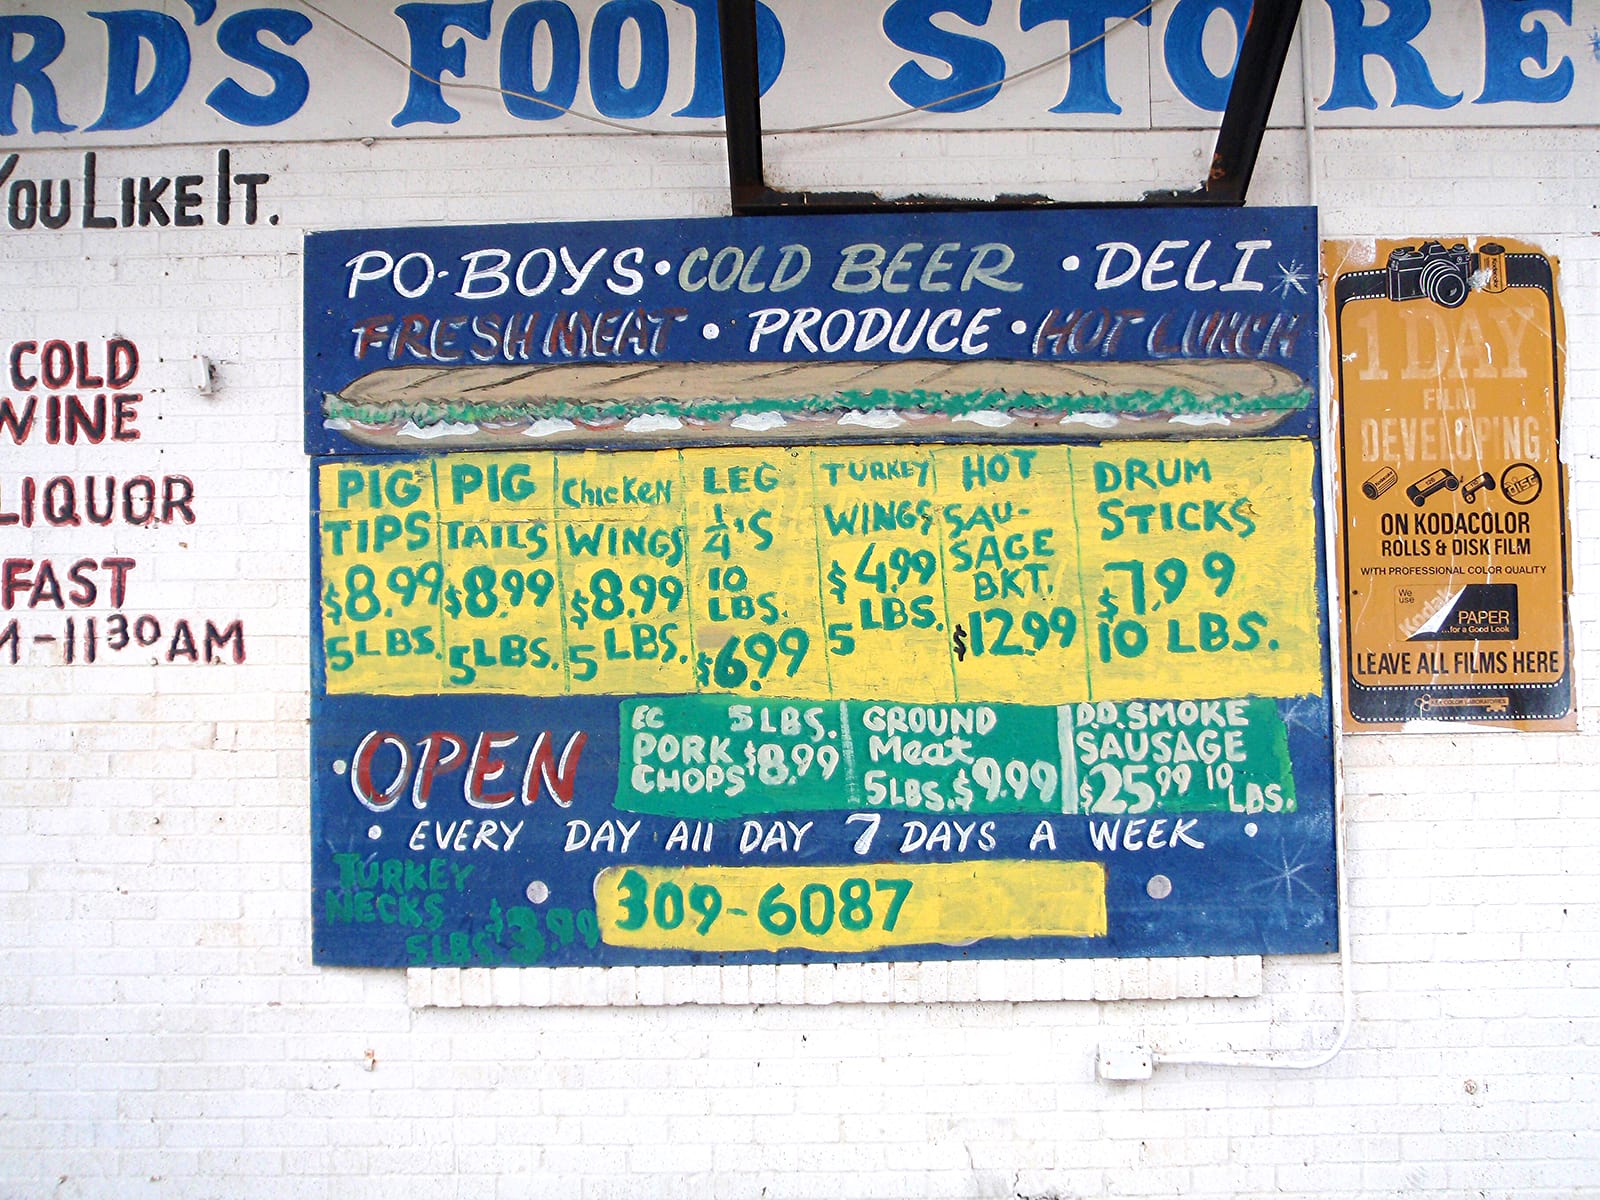 RD'S FOOD STORE
YOU LIKE IT.
COLD
WINE
LIQUOR
FAST
M-11 30 AM
PO-BOYS • COLD BEER • DELI
FRESH MEAT • PRODUCE • HOT LUNCH
PIG
TIPS
$8.99
5 LBS.
PIG
TAILS
$8.99
5 LBS.
Chicken
WINGS
$8.99
5 LBS.
LEG
1/4'S
10
LBS.
$6.99
TURKEY
WINGS
$4.99
5 LBS.
HOT
SAU-
SAGE
BKT.
$12.99
DRUM
STICKS
$7.99
10 LBS.
• OPEN
EC 5 LBS.
PORK $8.99
CHOPS
GROUND
Meat
5 LBS. $9.99
D.D. SMOKE
SAUSAGE
$25.99 10
LBS.
• EVERY DAY All DAY 7 DAYS A WEEK •
TURKEY
NECKS
5 LBS. $3.99
309-6087
1 DAY
FILM
DEVELOPING
disc
ON KODACOLOR
ROLLS & DISK FILM
WITH PROFESSIONAL COLOR QUALITY
We
use
Kodak
PAPER
...for a Good Look
LEAVE ALL FILMS HERE